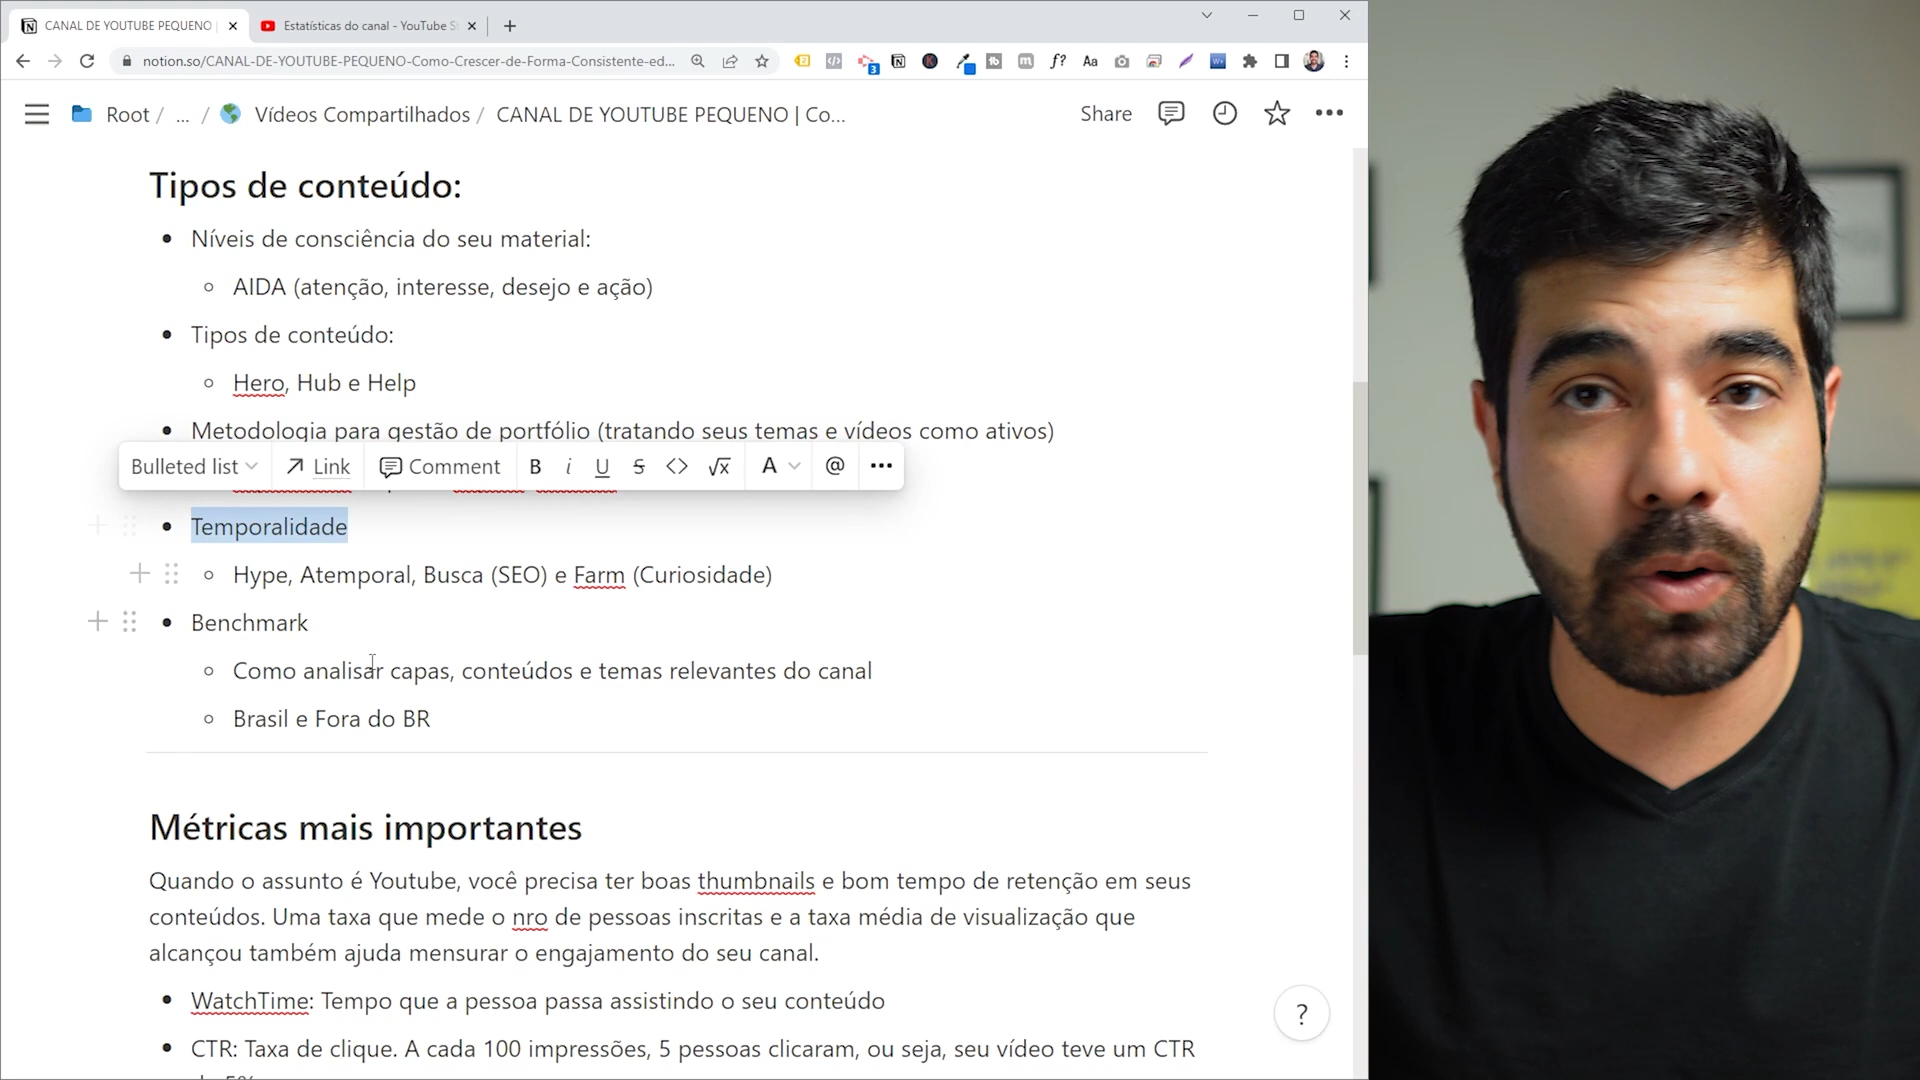 CANAL DE YOUTUBE PEQUENO |
Estatísticas do canal - YouTube S
notion.so/CANAL-DE-YOUTUBE-PEQUENO-Como-Crescer-de-Forma-Consistente-ed...
Root / ... / Vídeos Compartilhados / CANAL DE YOUTUBE PEQUENO | Co...
Share
Tipos de conteúdo:
Níveis de consciência do seu material:
AIDA (atenção, interesse, desejo e ação)
Tipos de conteúdo:
Hero, Hub e Help
Metodologia para gestão de portfólio (tratando seus temas e vídeos como ativos)
Bulleted list Link Comment B i U S <> √x A @ •••
Temporalidade
Hype, Atemporal, Busca (SEO) e Farm (Curiosidade)
Benchmark
Como analisar capas, conteúdos e temas relevantes do canal
Brasil e Fora do BR
Métricas mais importantes
Quando o assunto é Youtube, você precisa ter boas thumbnails e bom tempo de retenção em seus
conteúdos. Uma taxa que mede o nro de pessoas inscritas e a taxa média de visualização que
alcançou também ajuda mensurar o engajamento do seu canal.
WatchTime: Tempo que a pessoa passa assistindo o seu conteúdo
CTR: Taxa de clique. A cada 100 impressões, 5 pessoas clicaram, ou seja, seu vídeo teve um CTR
?